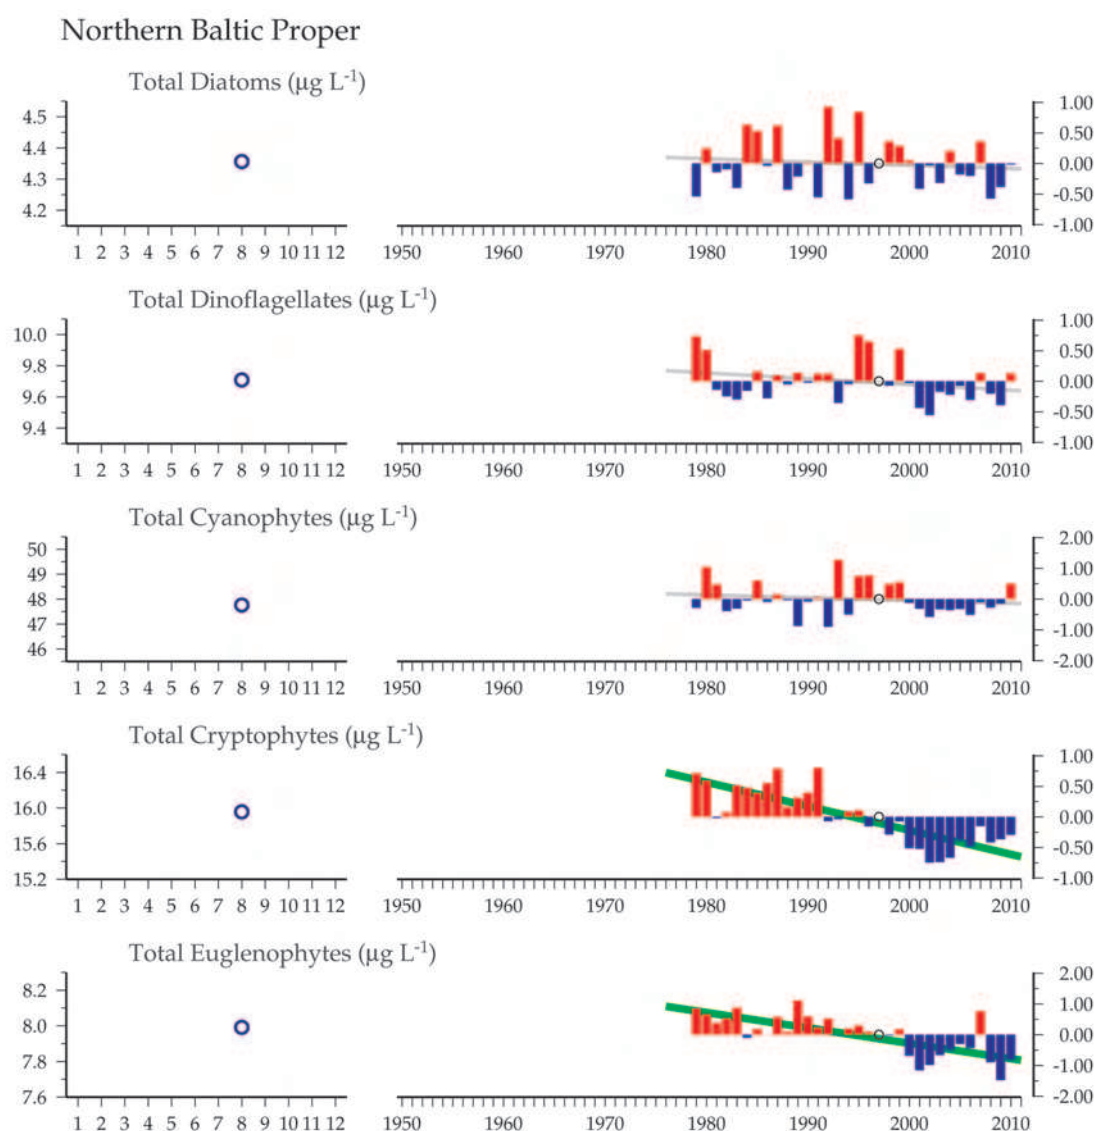 Northern Baltic Proper
Total Diatoms (µg L-1)
4.5
4.4
4.3
4.2
1.00
0.50
0.00
-0.50
-1.00
1 2 3 4 5 6 7 8 9 10 11 12
1950 1960 1970 1980 1990 2000 2010
Total Dinoflagellates (µg L-1)
10.0
9.8
9.6
9.4
1.00
0.50
0.00
-0.50
-1.00
1 2 3 4 5 6 7 8 9 10 11 12
1950 1960 1970 1980 1990 2000 2010
Total Cyanophytes (µg L-1)
50
49
48
47
46
2.00
1.00
0.00
-1.00
-2.00
1 2 3 4 5 6 7 8 9 10 11 12
1950 1960 1970 1980 1990 2000 2010
Total Cryptophytes (µg L-1)
16.4
16.0
15.6
15.2
1.00
0.50
0.00
-0.50
-1.00
1 2 3 4 5 6 7 8 9 10 11 12
1950 1960 1970 1980 1990 2000 2010
Total Euglenophytes (µg L-1)
8.2
8.0
7.8
7.6
2.00
1.00
0.00
-1.00
-2.00
1 2 3 4 5 6 7 8 9 10 11 12
1950 1960 1970 1980 1990 2000 2010